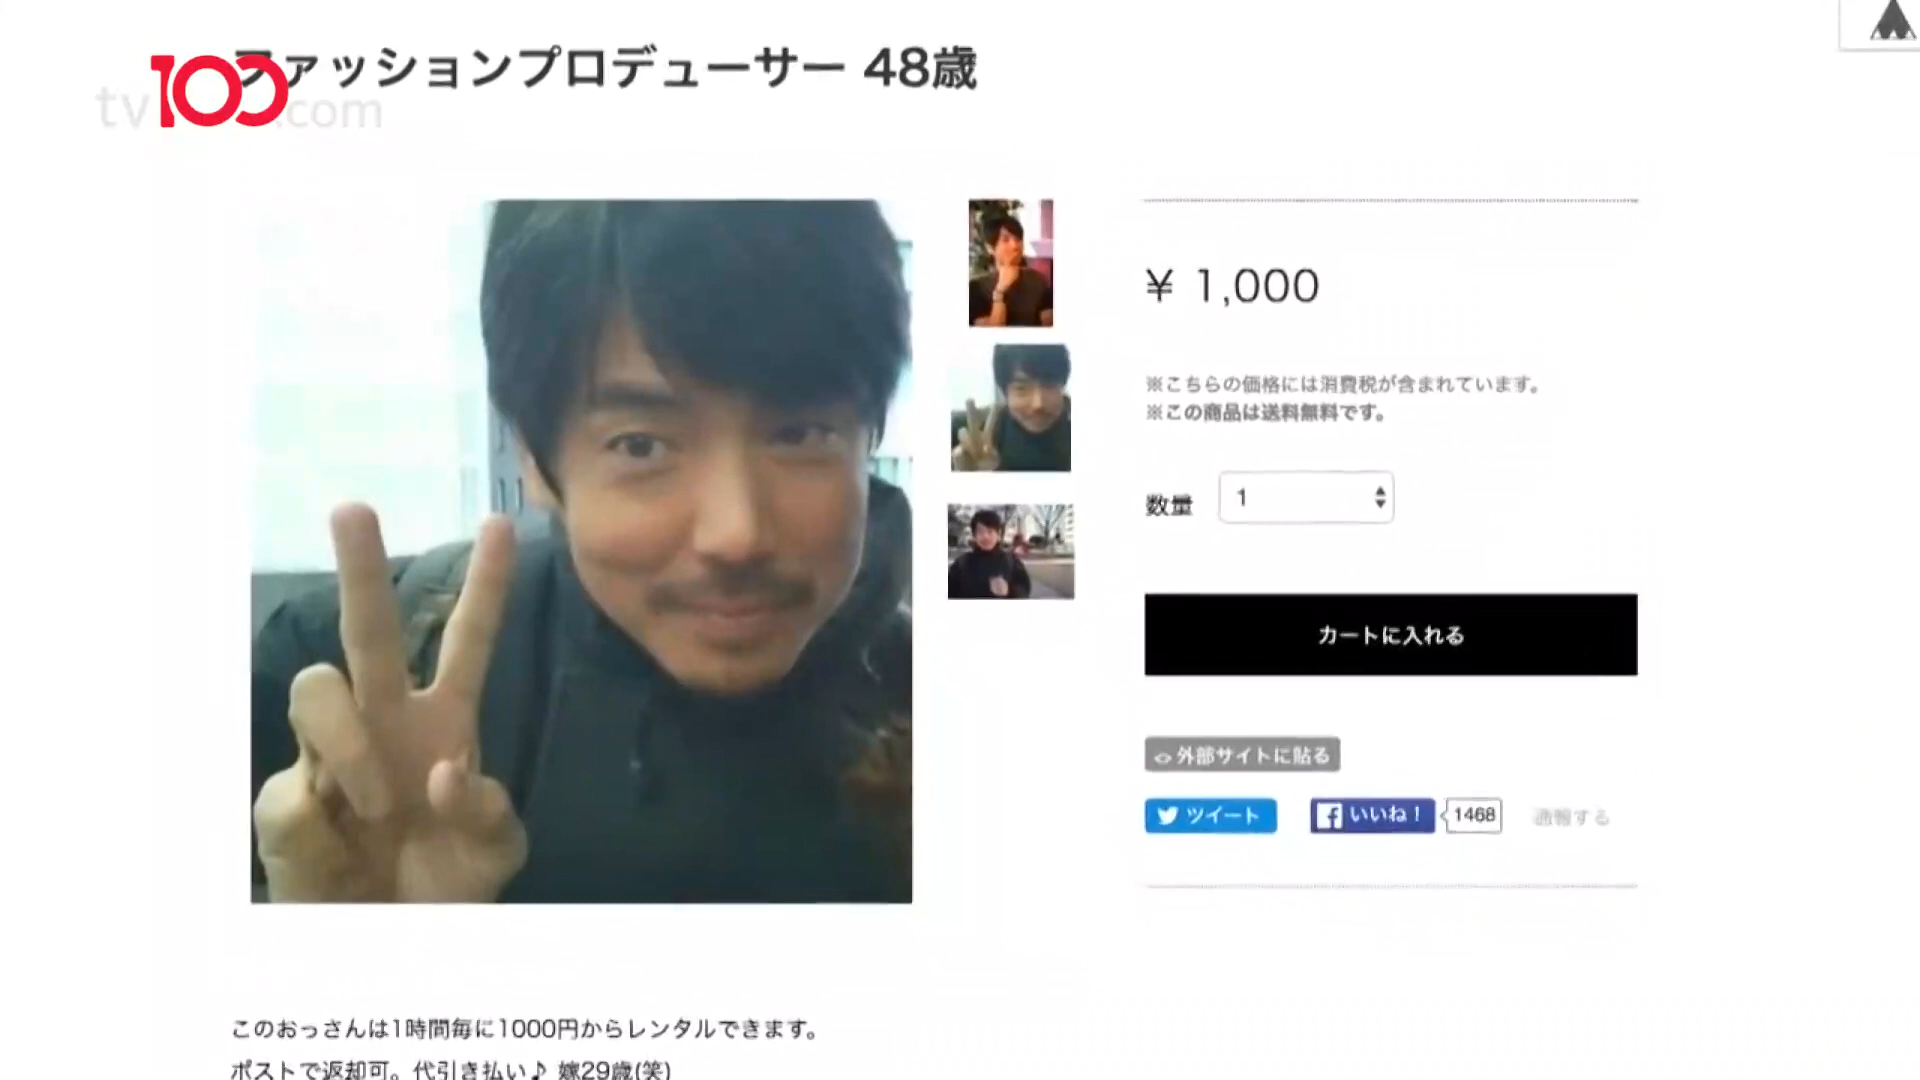 ファッションプロデューサー 48歳
tv100.com
¥ 1,000
※こちらの価格には消費税が含まれています。
※この商品は送料無料です。
数量 1
カートに入れる
外部サイトに貼る
ツイート いいね! 1468 通報する
このおっさんは1時間毎に1000円からレンタルできます。
ポストで返却可。代引き払い♪ 嫁29歳(笑)